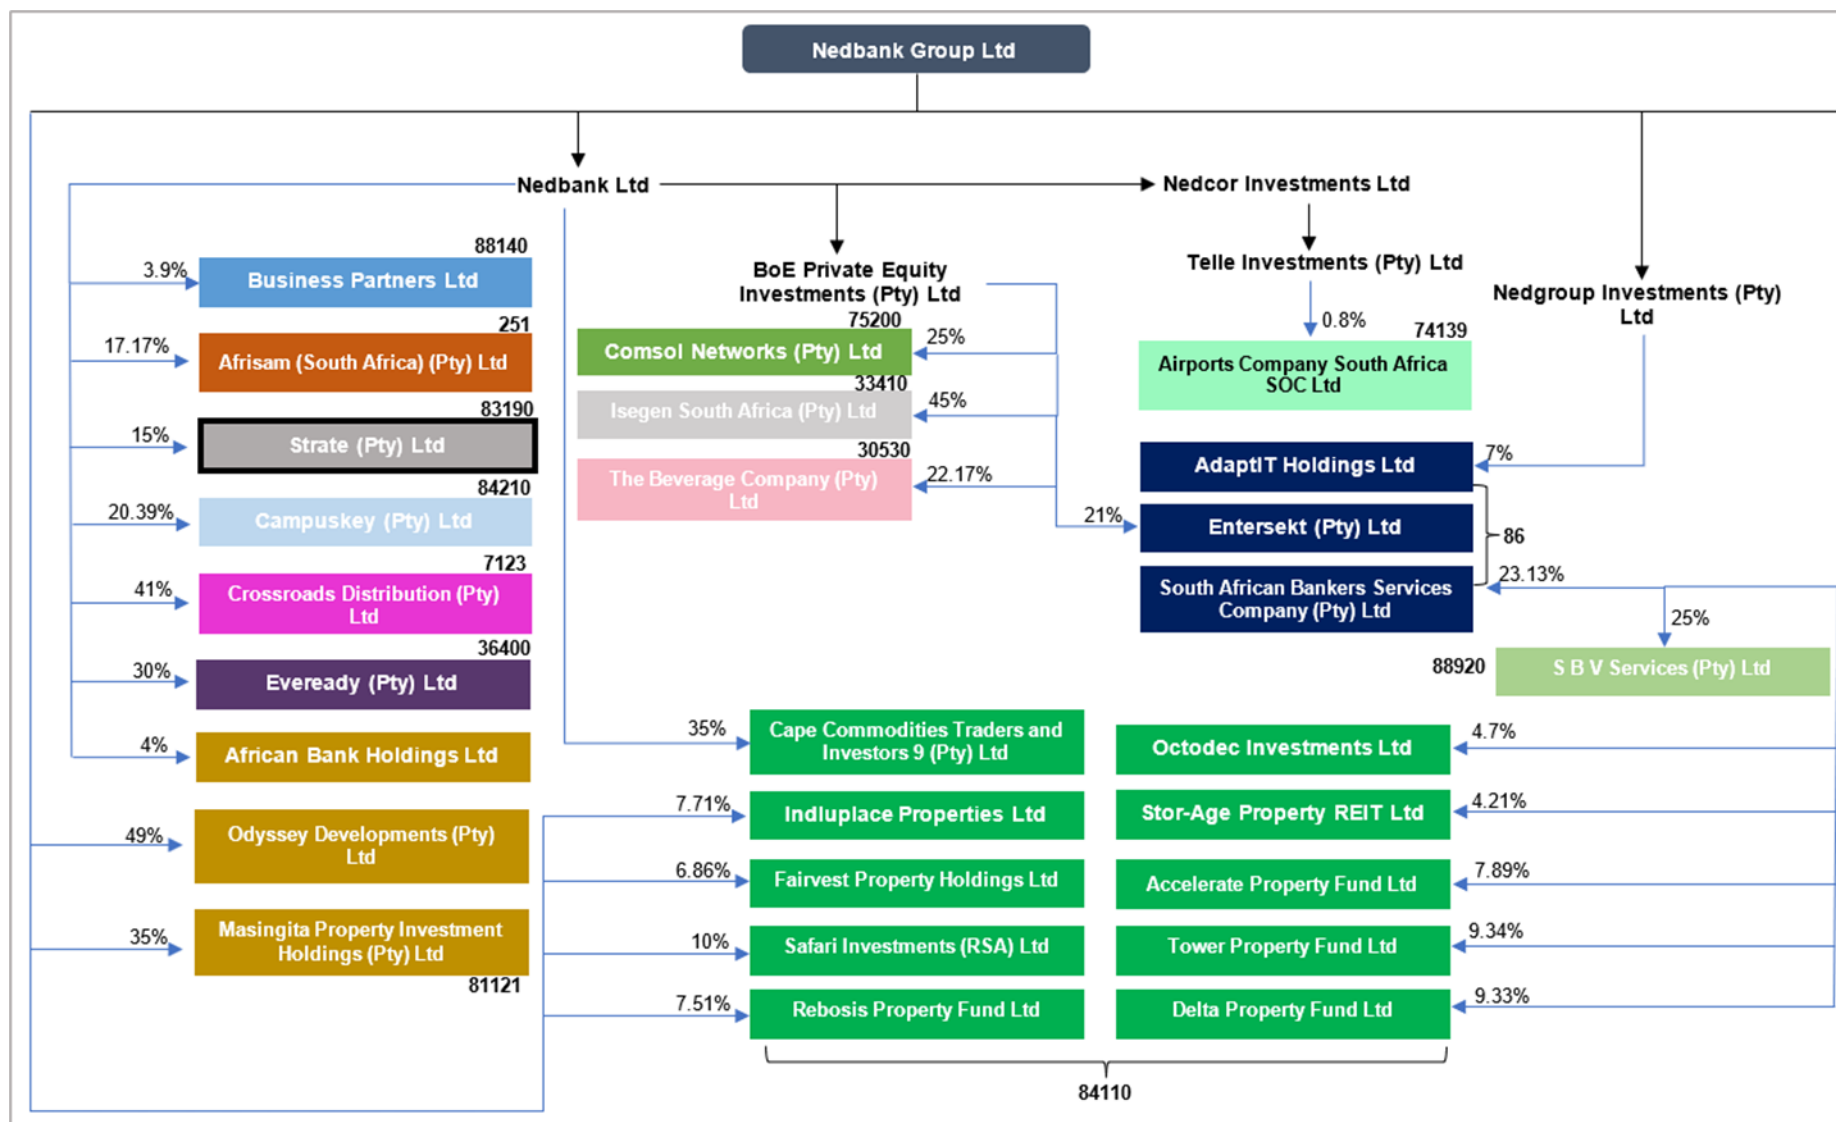 Nedbank Group Ltd
Nedbank Ltd
Nedcor Investments Ltd
88140
3.9%
Business Partners Ltd
251
17.17%
Afrisam (South Africa) (Pty) Ltd
83190
15%
Strate (Pty) Ltd
84210
20.39%
Campuskey (Pty) Ltd
7123
41%
Crossroads Distribution (Pty)
Ltd
36400
30%
Eveready (Pty) Ltd
4%
African Bank Holdings Ltd
49%
Odyssey Developments (Pty)
Ltd
35%
Masingita Property Investment
Holdings (Pty) Ltd
81121
BoE Private Equity
Investments (Pty) Ltd
75200
Comsol Networks (Pty) Ltd
25%
33410
Isegen South Africa (Pty) Ltd
45%
30530
The Beverage Company (Pty)
Ltd
22.17%
Telle Investments (Pty) Ltd
0.8%
74139
Airports Company South Africa
SOC Ltd
Nedgroup Investments (Pty)
Ltd
AdaptIT Holdings Ltd
7%
21%
Entersekt (Pty) Ltd
86
South African Bankers Services
Company (Pty) Ltd
23.13%
25%
88920
S B V Services (Pty) Ltd
35%
Cape Commodities Traders and
Investors 9 (Pty) Ltd
Octodec Investments Ltd
4.7%
7.71%
Indluplace Properties Ltd
Stor-Age Property REIT Ltd
4.21%
6.86%
Fairvest Property Holdings Ltd
Accelerate Property Fund Ltd
7.89%
10%
Safari Investments (RSA) Ltd
Tower Property Fund Ltd
9.34%
7.51%
Rebosis Property Fund Ltd
Delta Property Fund Ltd
9.33%
84110